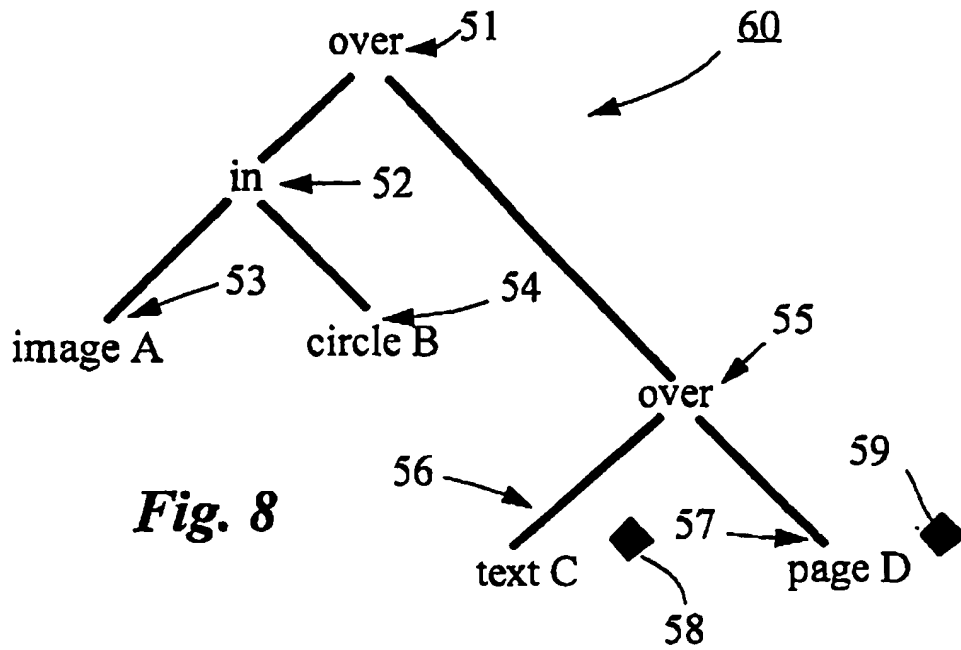 over 51 60
in 52
53 54
image A circle B
55
over
56 59
Fig. 8 57
text C page D
58